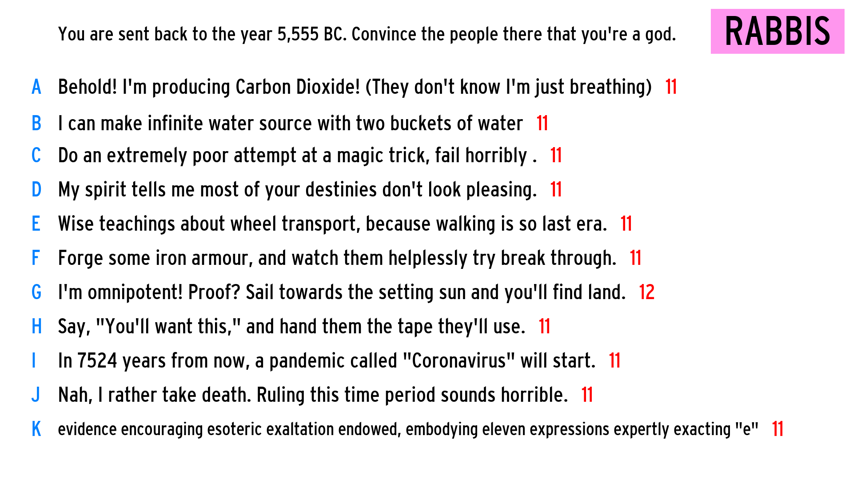 You are sent back to the year 5,555 BC. Convince the people there that you're a god.
RABBIS
A Behold! I'm producing Carbon Dioxide! (They don't know I'm just breathing) 11
B I can make infinite water source with two buckets of water 11
C Do an extremely poor attempt at a magic trick, fail horribly . 11
D My spirit tells me most of your destinies don't look pleasing. 11
E Wise teachings about wheel transport, because walking is so last era. 11
F Forge some iron armour, and watch them helplessly try break through. 11
G I'm omnipotent! Proof? Sail towards the setting sun and you'll find land. 12
H Say, "You'll want this," and hand them the tape they'll use. 11
I In 7524 years from now, a pandemic called "Coronavirus" will start. 11
J Nah, I rather take death. Ruling this time period sounds horrible. 11
K evidence encouraging esoteric exaltation endowed, embodying eleven expressions expertly exacting "e" 11